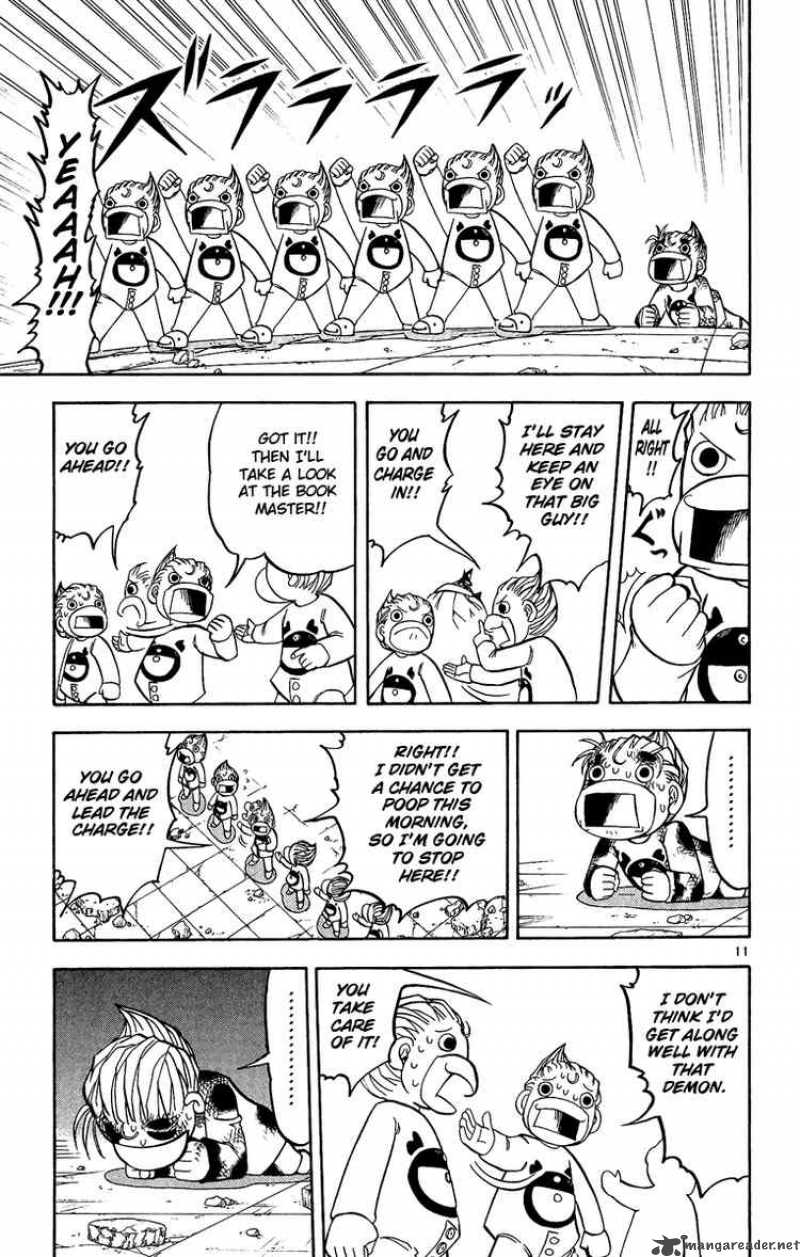 ズラララララ
YEAAAH!!!
ALL
RIGHT
!!
ぐっ
I'LL STAY
HERE AND
KEEP AN
EYE ON
THAT BIG
GUY!!
YOU
GO AND
CHARGE
IN!!
GOT IT!!
THEN I'LL
TAKE A LOOK
AT THE BOOK
MASTER!!
YOU GO
AHEAD!!
.........
RIGHT!!
I DIDN'T GET
A CHANCE TO
POOP THIS
MORNING,
SO I'M GOING
TO STOP
HERE!!
YOU GO
AHEAD AND
LEAD THE
CHARGE!!
11
I DON'T
THINK I'D
GET ALONG
WELL WITH
THAT
DEMON.
YOU
TAKE
CARE
OF IT!
.........
mangareader.net